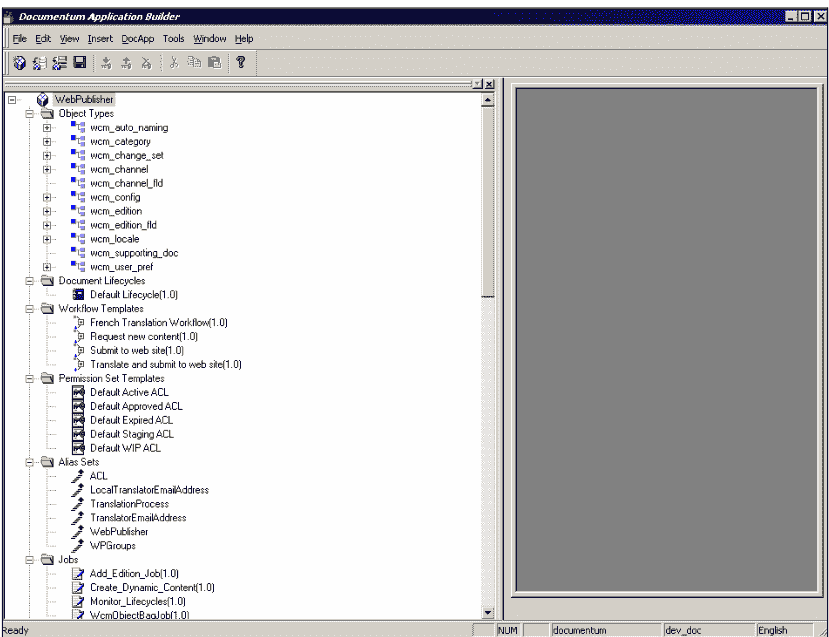 Documentum Application Builder
File Edit View Insert DocApp Tools Window Help
WebPublisher
Object Types
wcm_auto_naming
wcm_category
wcm_change_set
wcm_channel
wcm_channel_fld
wcm_config
wcm_edition
wcm_edition_fld
wcm_locale
wcm_supporting_doc
wcm_user_pref
Document Lifecycles
Default Lifecycle(1.0)
Workflow Templates
French Translation Workflow(1.0)
Request new content(1.0)
Submit to web site(1.0)
Translate and submit to web site(1.0)
Permission Set Templates
Default Active ACL
Default Approved ACL
Default Expired ACL
Default Staging ACL
Default WIP ACL
Alias Sets
ACL
LocalTranslatorEmailAddress
TranslationProcess
TranslatorEmailAddress
WebPublisher
WPGroups
Jobs
Add_Edition_Job(1.0)
Create_Dynamic_Content(1.0)
Monitor_Lifecycles(1.0)
WcmObjectBagJob(1.0)
Ready NUM documentum dev_doc English